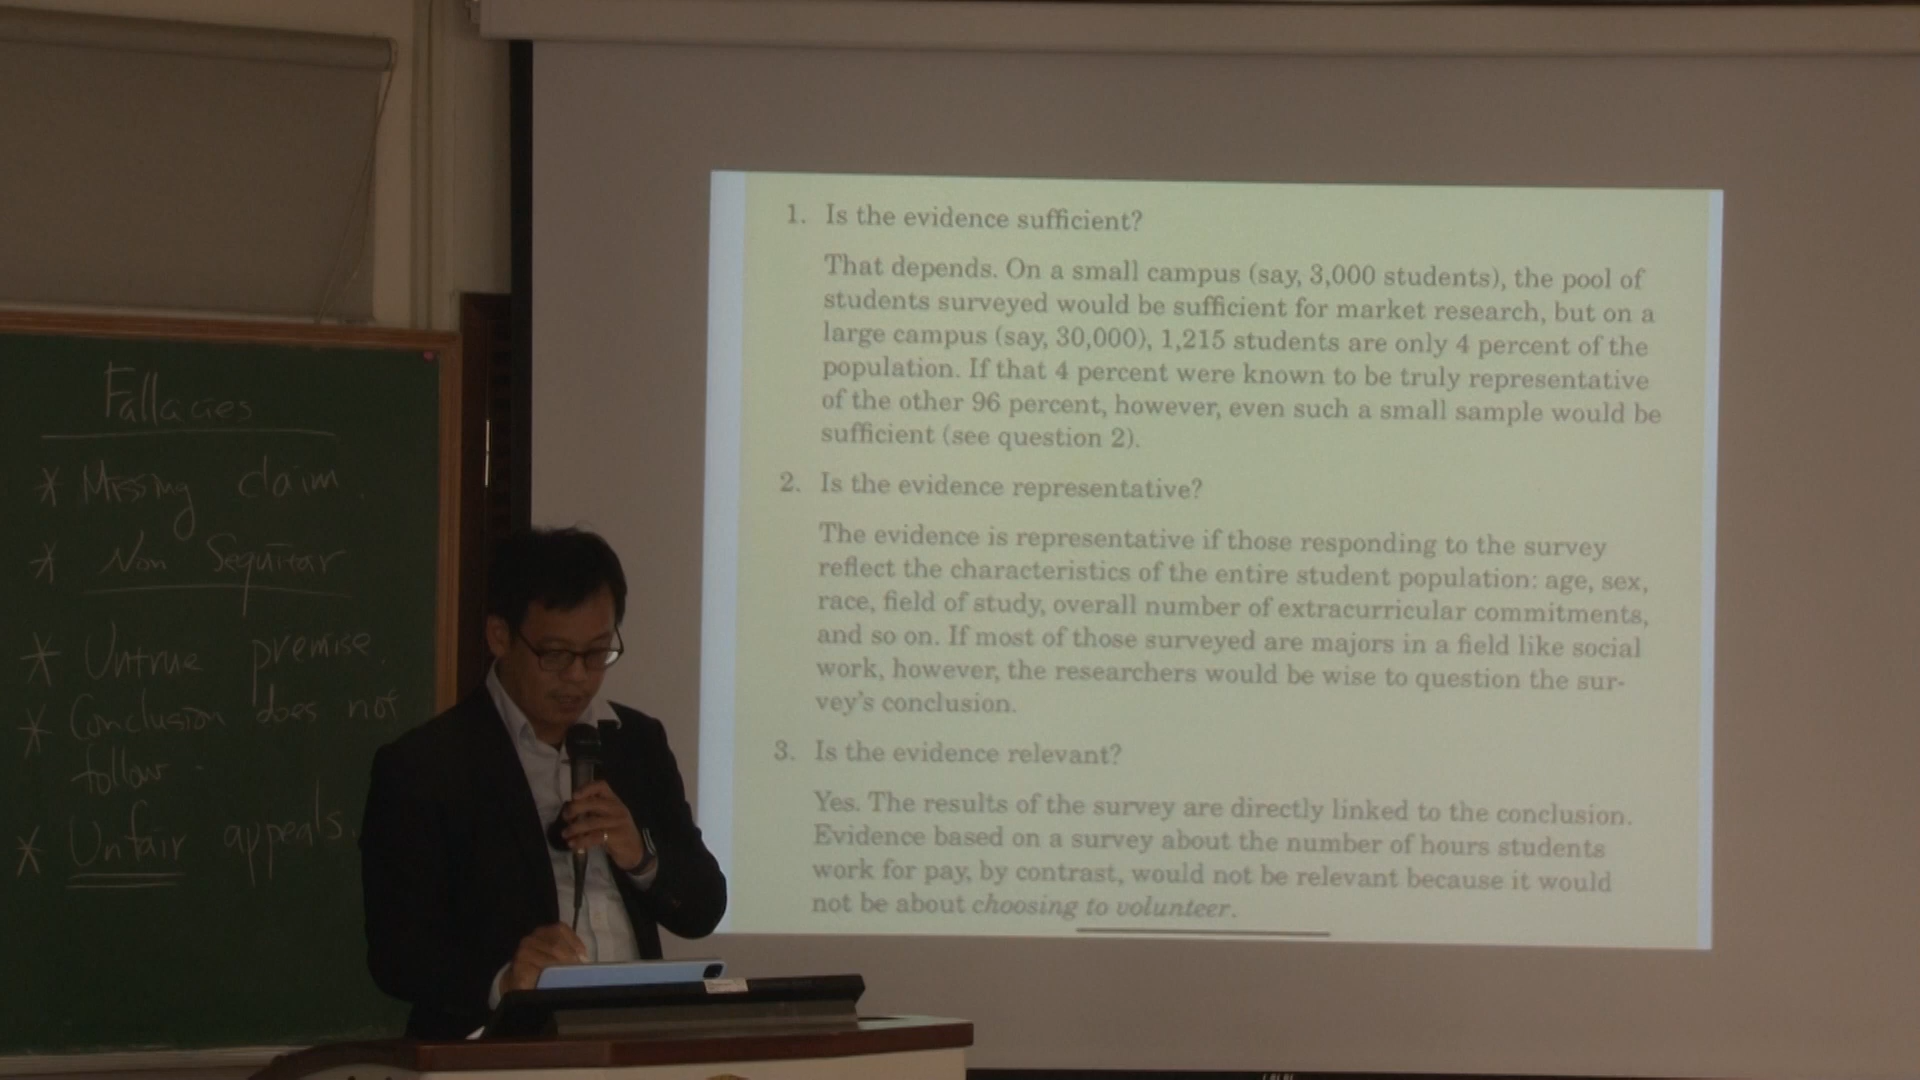 Fallacies
* Missing claim.
* Non Sequitar
* Untrue premise.
* Conclusion does not
follow.
* Unfair appeals.
1. Is the evidence sufficient?
That depends. On a small campus (say, 3,000 students), the pool of
students surveyed would be sufficient for market research, but on a
large campus (say, 30,000), 1,215 students are only 4 percent of the
population. If that 4 percent were known to be truly representative
of the other 96 percent, however, even such a small sample would be
sufficient (see question 2).
2. Is the evidence representative?
The evidence is representative if those responding to the survey
reflect the characteristics of the entire student population: age, sex,
race, field of study, overall number of extracurricular commitments,
and so on. If most of those surveyed are majors in a field like social
work, however, the researchers would be wise to question the sur-
vey's conclusion.
3. Is the evidence relevant?
Yes. The results of the survey are directly linked to the conclusion.
Evidence based on a survey about the number of hours students
work for pay, by contrast, would not be relevant because it would
not be about choosing to volunteer.